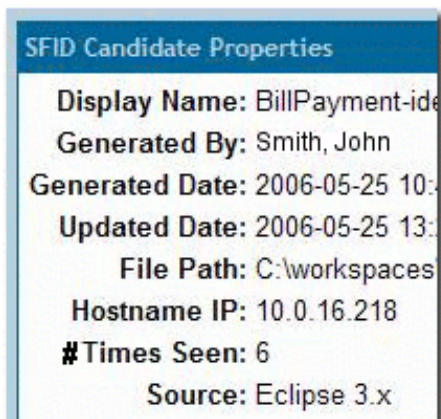 SFID Candidate Properties
Display Name: BillPayment-ide
Generated By: Smith, John
Generated Date: 2006-05-25 10:
Updated Date: 2006-05-25 13:
File Path: C:\workspaces\
Hostname IP: 10.0.16.218
#Times Seen: 6
Source: Eclipse 3.x